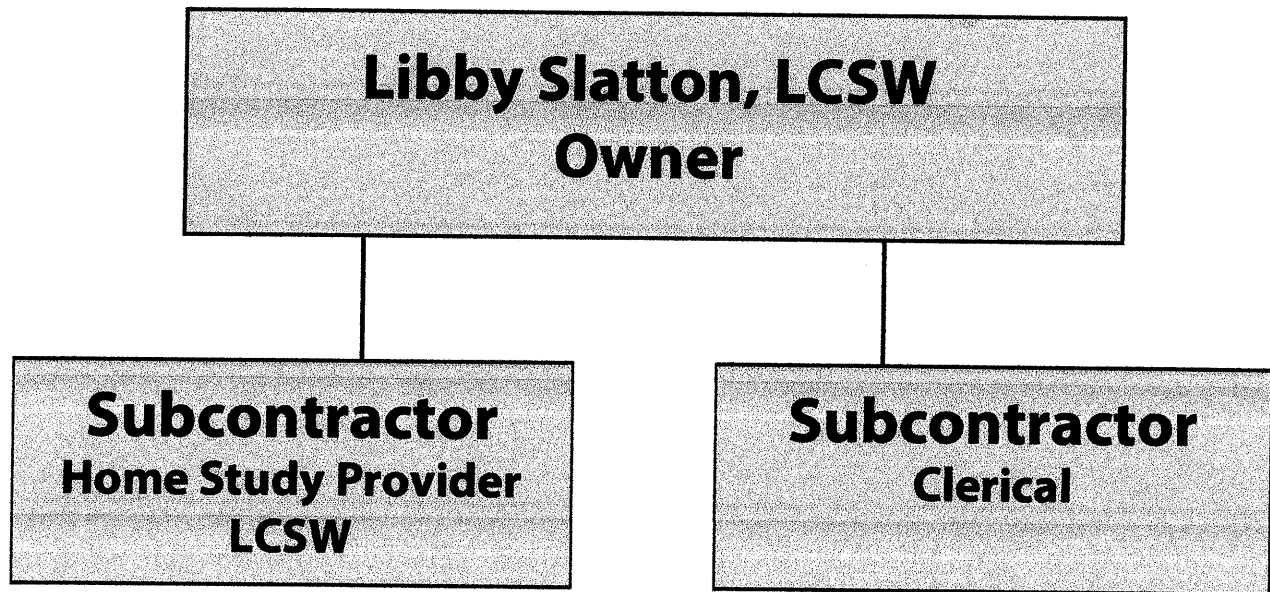 Libby Slatton, LCSW
Owner
Subcontractor
Home Study Provider
LCSW
Subcontractor
Clerical